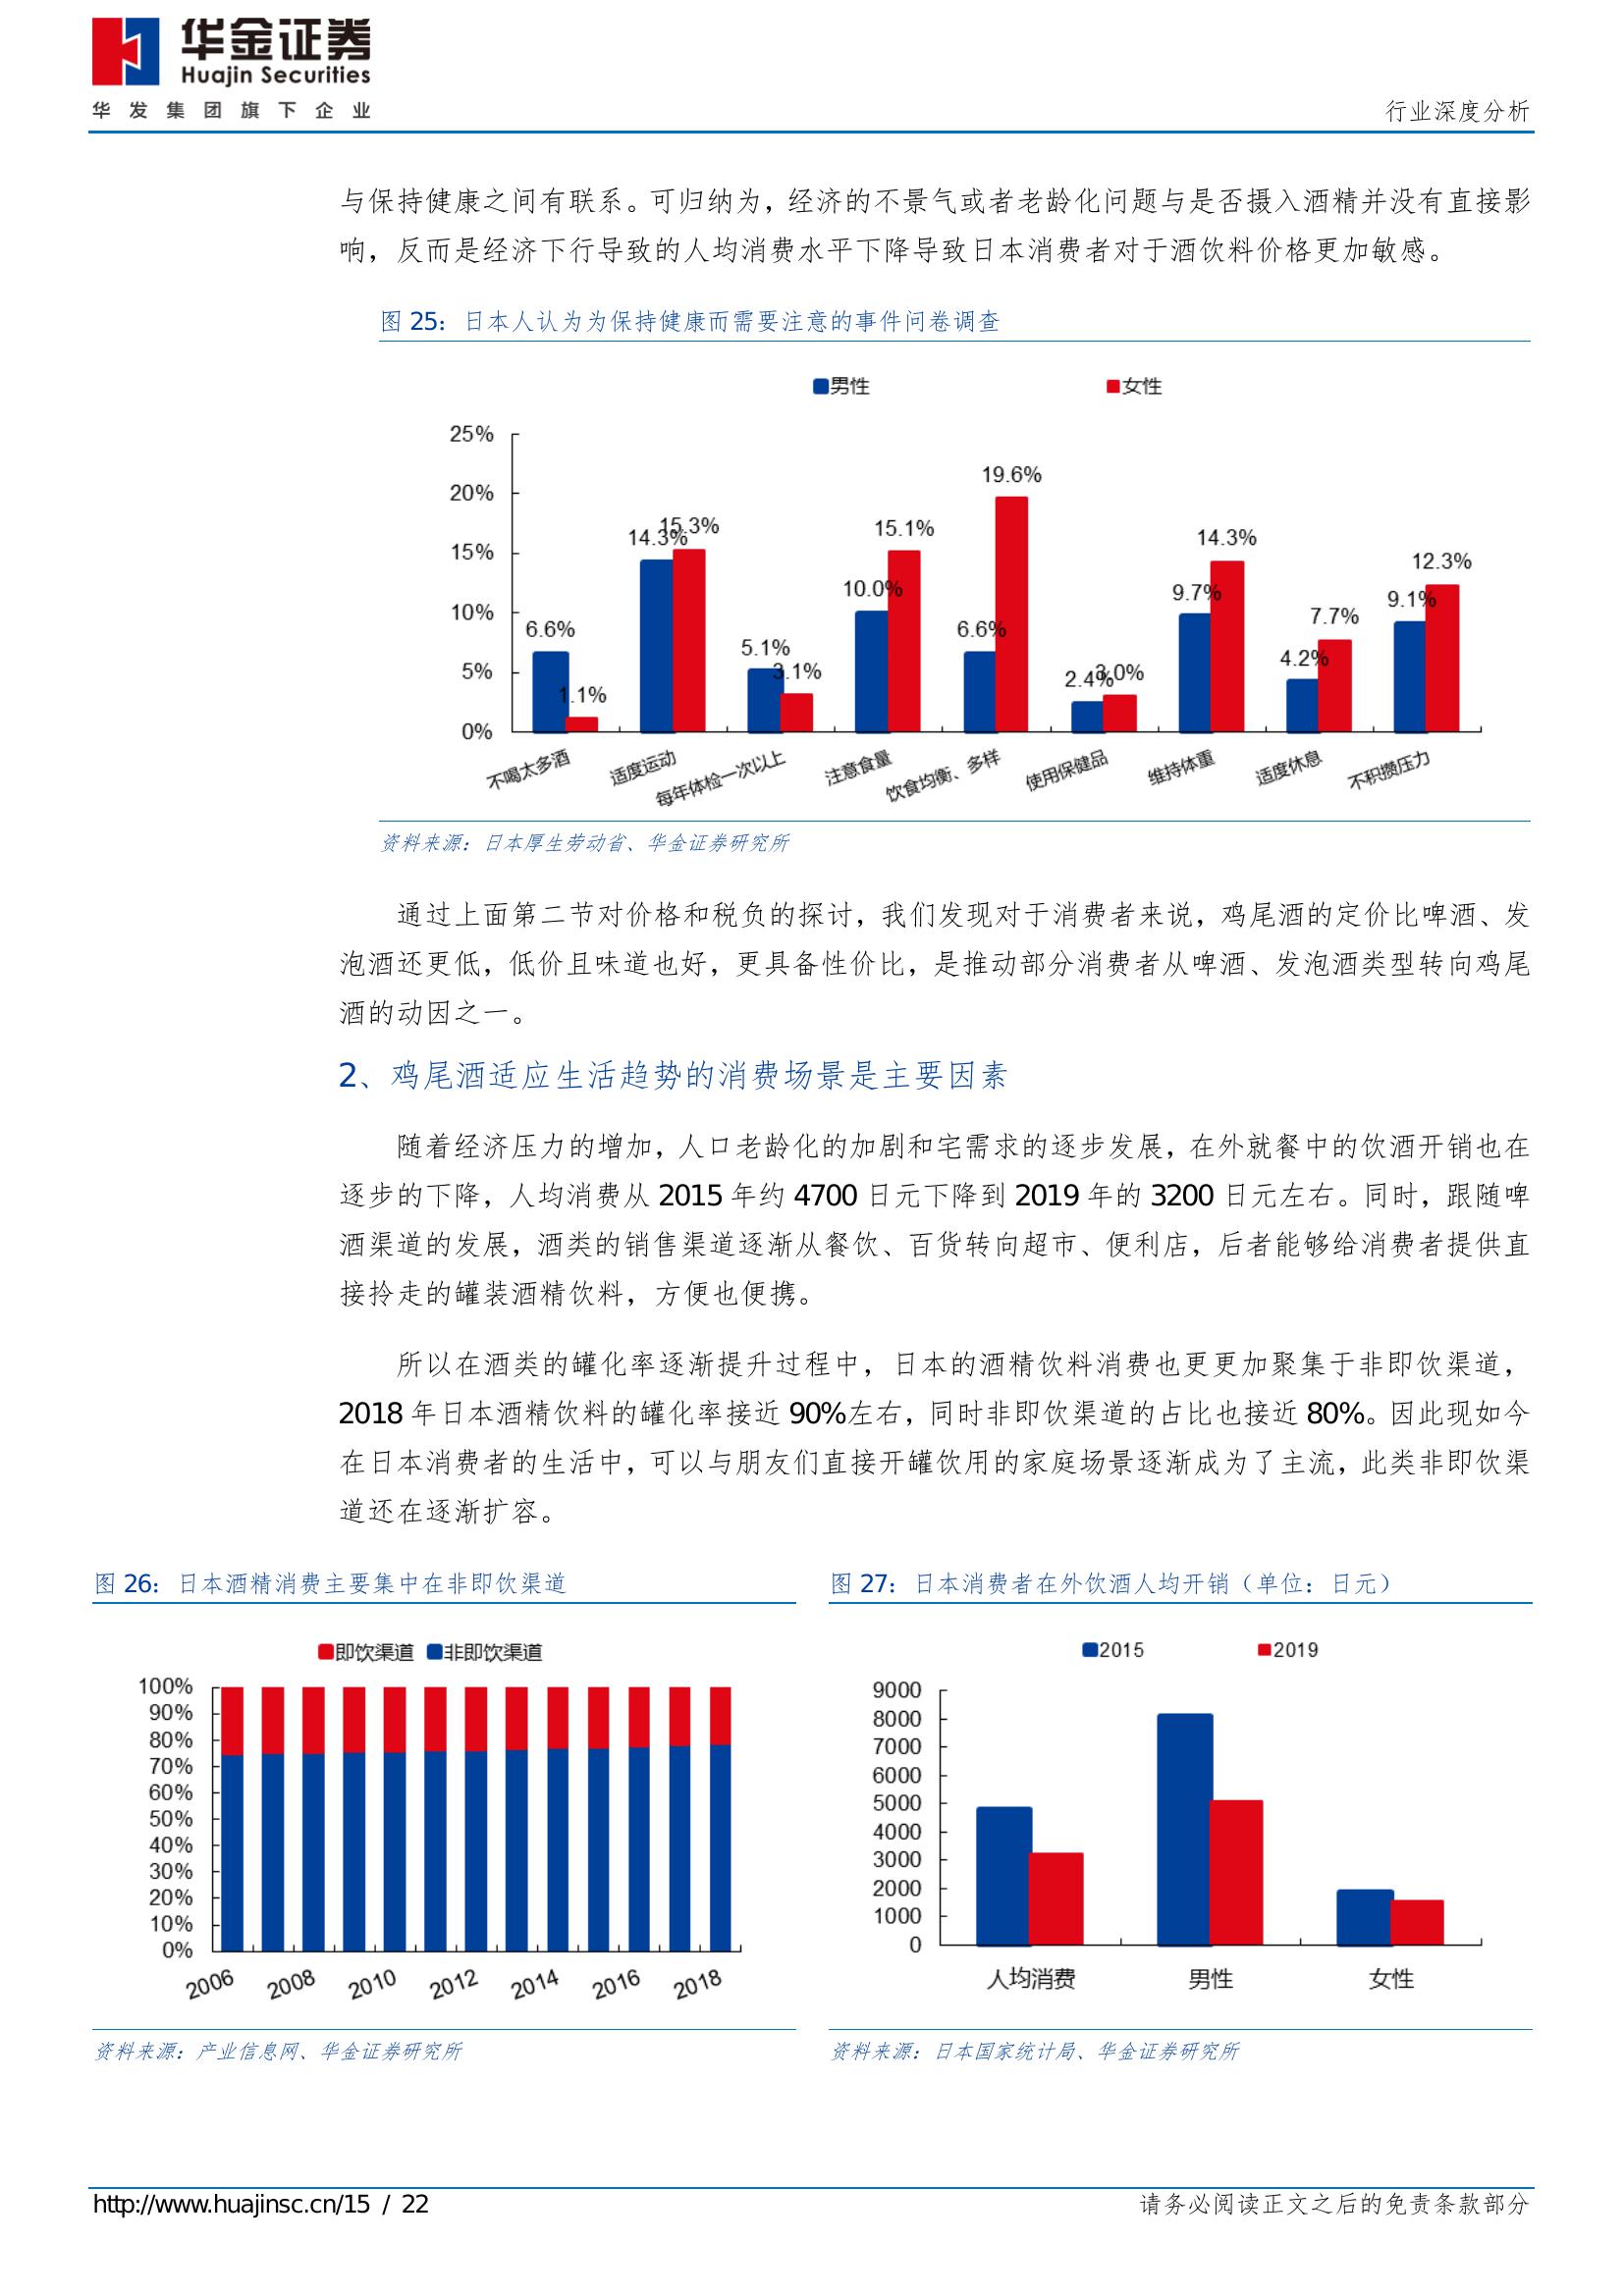 华金证券
Huajin Securities
华发集团旗下企业
行业深度分析
与保持健康之间有联系。可归纳为，经济的不景气或者老龄化问题与是否摄入酒精并没有直接影
响，反而是经济下行导致的人均消费水平下降导致日本消费者对于酒饮料价格更加敏感。
图 25：日本人认为为保持健康而需要注意的事件问卷调查
男性 女性
25%
20%
15%
10%
5%
0%
6.6% 1.1%
14.3% 15.3%
5.1% 3.1%
10.0% 15.1%
6.6% 19.6%
2.4% 3.0%
9.7% 14.3%
4.2% 7.7%
9.1% 12.3%
不喝太多酒 适度运动 每年体检一次以上 注意食量 饮食均衡、多样 使用保健品 维持体重 适度休息 不积攒压力
资料来源：日本厚生劳动省、华金证券研究所
通过上面第二节对价格和税负的探讨，我们发现对于消费者来说，鸡尾酒的定价比啤酒、发
泡酒还更低，低价且味道也好，更具备性价比，是推动部分消费者从啤酒、发泡酒类型转向鸡尾
酒的动因之一。
2、鸡尾酒适应生活趋势的消费场景是主要因素
随着经济压力的增加，人口老龄化的加剧和宅需求的逐步发展，在外就餐中的饮酒开销也在
逐步的下降，人均消费从 2015 年约 4700 日元下降到 2019 年的 3200 日元左右。同时，跟随啤
酒渠道的发展，酒类的销售渠道逐渐从餐饮、百货转向超市、便利店，后者能够给消费者提供直
接拎走的罐装酒精饮料，方便也便携。
所以在酒类的罐化率逐渐提升过程中，日本的酒精饮料消费也更更加聚集于非即饮渠道，
2018 年日本酒精饮料的罐化率接近 90%左右，同时非即饮渠道的占比也接近 80%。因此现如今
在日本消费者的生活中，可以与朋友们直接开罐饮用的家庭场景逐渐成为了主流，此类非即饮渠
道还在逐渐扩容。
图 26：日本酒精消费主要集中在非即饮渠道
即饮渠道 非即饮渠道
100%
90%
80%
70%
60%
50%
40%
30%
20%
10%
0%
2006 2008 2010 2012 2014 2016 2018
资料来源：产业信息网、华金证券研究所
图 27：日本消费者在外饮酒人均开销（单位：日元）
2015 2019
9000
8000
7000
6000
5000
4000
3000
2000
1000
0
人均消费 男性 女性
资料来源：日本国家统计局、华金证券研究所
http://www.huajinsc.cn/15 / 22
请务必阅读正文之后的免责条款部分